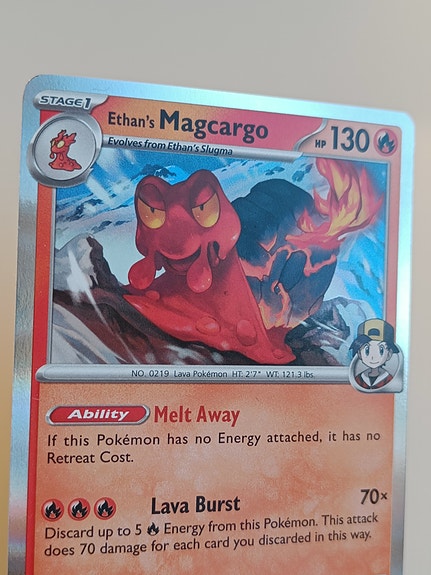 STAGE 1
Ethan's Magcargo HP 130
Evolves from Ethan's Slugma
NO. 0219 Lava Pokémon HT: 2'7" WT: 121.3 lbs.
Ability Melt Away
If this Pokémon has no Energy attached, it has no
Retreat Cost.
Lava Burst 70×
Discard up to 5 Energy from this Pokémon. This attack
does 70 damage for each card you discarded in this way.